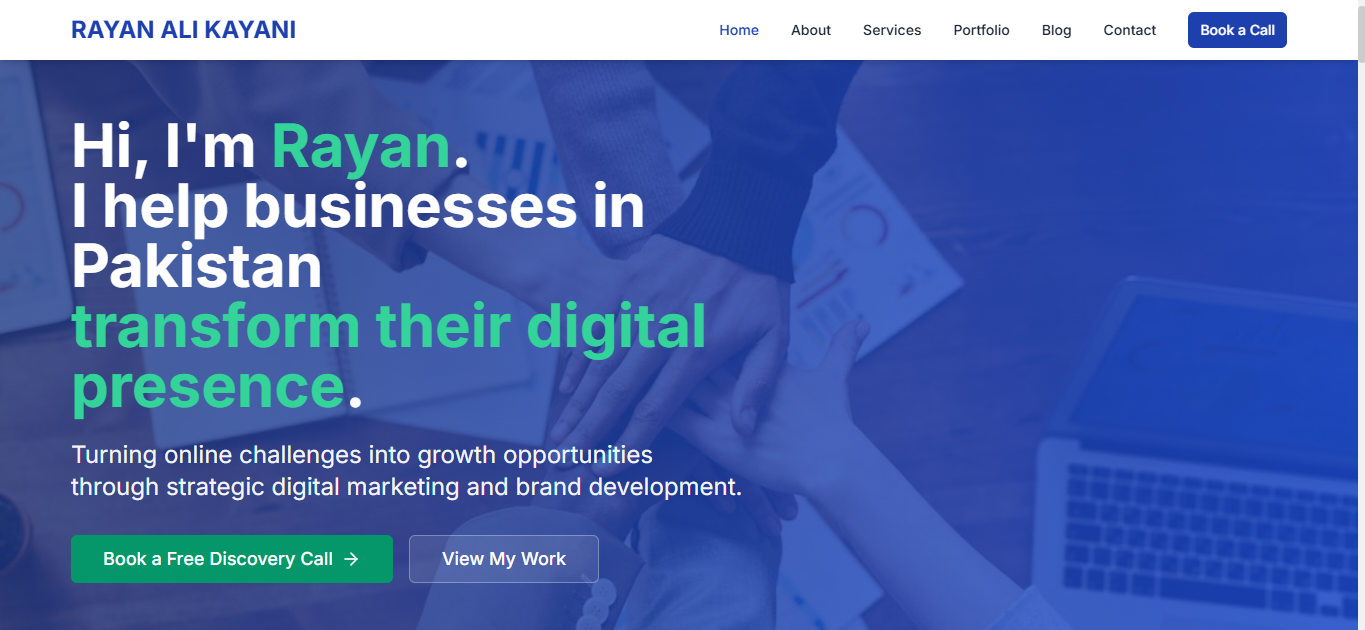 RAYAN ALI KAYANI
Home
About
Services
Portfolio
Blog
Contact
Book a Call
Hi, I'm Rayan.
I help businesses in
Pakistan
transform their digital
presence.
Turning online challenges into growth opportunities
through strategic digital marketing and brand development.
Book a Free Discovery Call →
View My Work